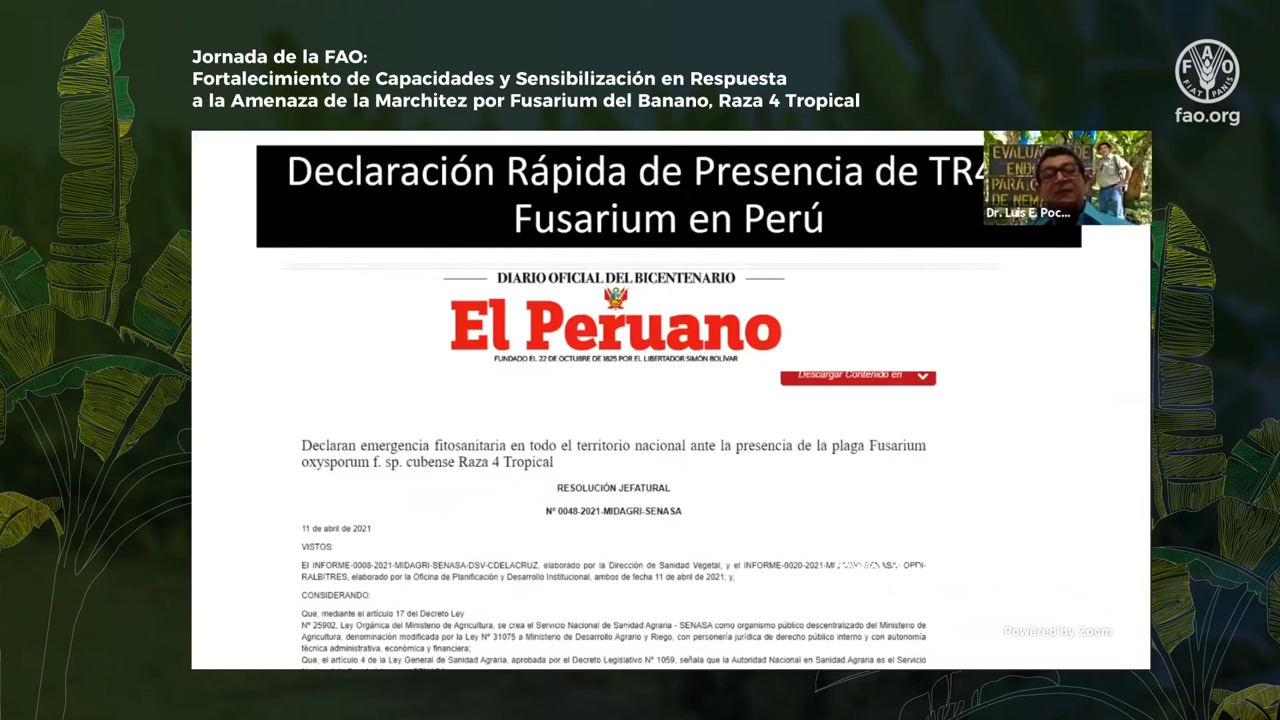 Jornada de la FAO:
Fortalecimiento de Capacidades y Sensibilización en Respuesta
a la Amenaza de la Marchitez por Fusarium del Banano, Raza 4 Tropical
FAO
FIAT PANIS
fao.org
Declaración Rápida de Presencia de TR4
Fusarium en Perú
EVALUA DE
END
PARA
DE NEM
Dr. Luis E. Poc...
DIARIO OFICIAL DEL BICENTENARIO
El Peruano
FUNDADO EL 22 DE OCTUBRE DE 1825 POR EL LIBERTADOR SIMÓN BOLÍVAR
Descargar Contenido en
Declaran emergencia fitosanitaria en todo el territorio nacional ante la presencia de la plaga Fusarium
oxysporum f. sp. cubense Raza 4 Tropical
RESOLUCIÓN JEFATURAL
Nº 0048-2021-MIDAGRI-SENASA
11 de abril de 2021
VISTOS:
El INFORME-0008-2021-MIDAGRI-SENASA-DSV-CDELACRUZ, elaborado por la Dirección de Sanidad Vegetal, y el INFORME-0020-2021-MI OPDI-
RALBITRES, elaborado por la Oficina de Planificación y Desarrollo Institucional, ambos de fecha 11 de abril de 2021; y,
CONSIDERANDO:
Que, mediante el artículo 17 del Decreto Ley
Nº 25902, Ley Orgánica del Ministerio de Agricultura, se crea el Servicio Nacional de Sanidad Agraria - SENASA como organismo público descentralizado del Ministerio de
Agricultura, denominación modificada por la Ley Nº 31075 a Ministerio de Desarrollo Agrario y Riego, con personería jurídica de derecho público interno y con autonomía
técnica administrativa, económica y financiera;
Que, el artículo 4 de la Ley General de Sanidad Agraria, aprobada por el Decreto Legislativo Nº 1059, señala que la Autoridad Nacional en Sanidad Agraria es el Servicio
Powered by Zoom